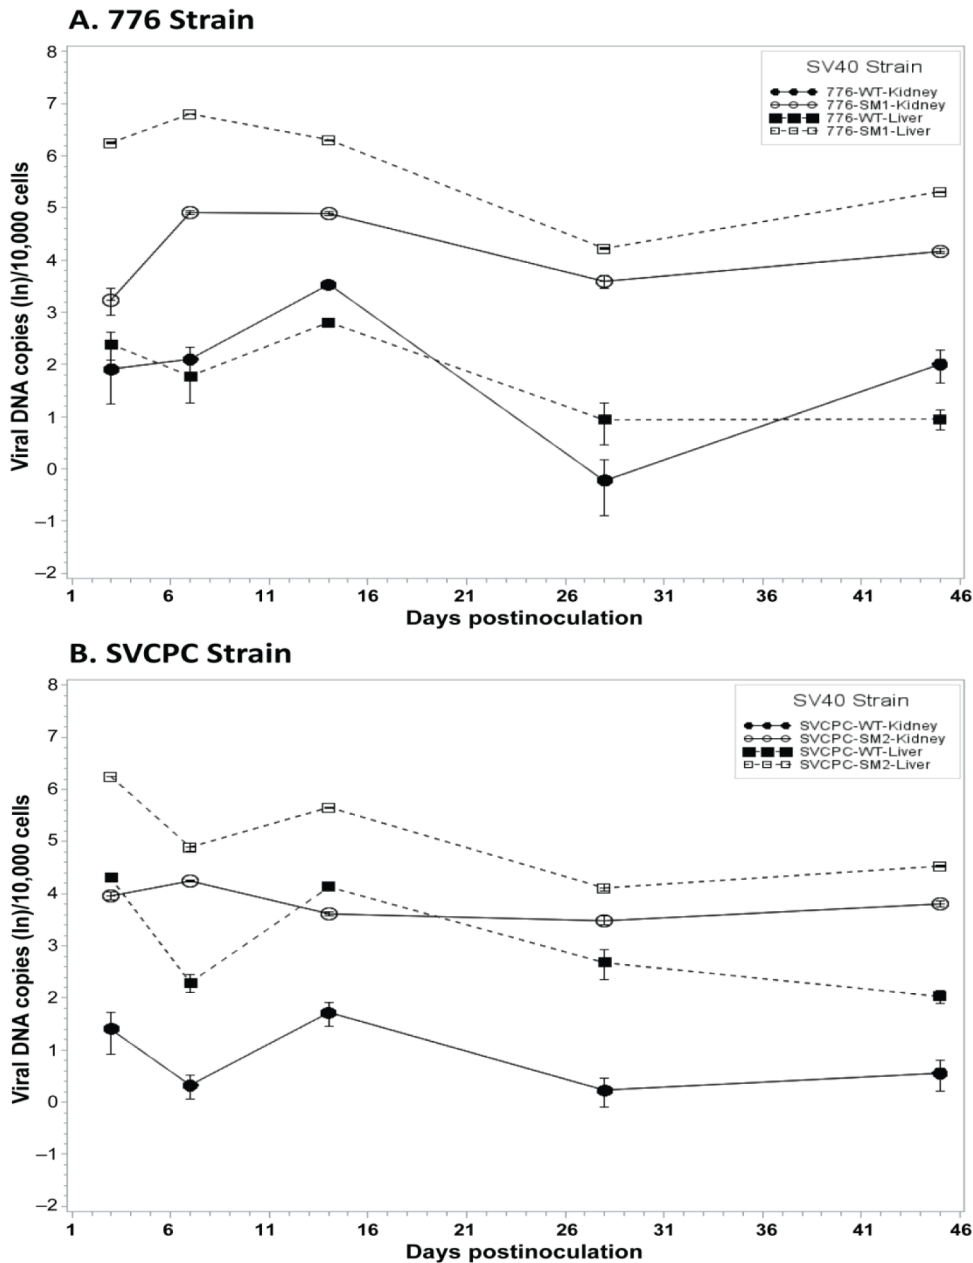 A. 776 Strain
8
7
6
5
4
3
2
1
0
–1
–2
Viral DNA copies (ln)/10,000 cells
SV40 Strain
776-WT-Kidney
776-SM1-Kidney
776-WT-Liver
776-SM1-Liver
1 6 11 16 21 26 31 36 41 46
Days postinoculation
B. SVCPC Strain
8
7
6
5
4
3
2
1
0
–1
–2
Viral DNA copies (ln)/10,000 cells
SV40 Strain
SVCPC-WT-Kidney
SVCPC-SM2-Kidney
SVCPC-WT-Liver
SVCPC-SM2-Liver
1 6 11 16 21 26 31 36 41 46
Days postinoculation